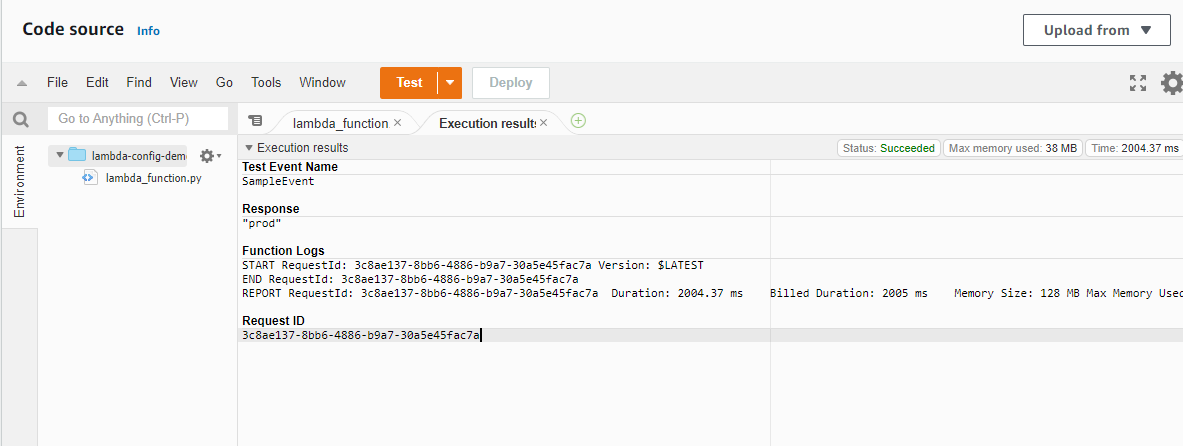 Code source Info
Upload from
File Edit Find View Go Tools Window Test Deploy
Go to Anything (Ctrl-P)
lambda_function
Execution results
Environment
lambda-config-dem
lambda_function.py
Execution results
Status: Succeeded Max memory used: 38 MB Time: 2004.37 ms
Test Event Name
SampleEvent
Response
"prod"
Function Logs
START RequestId: 3c8ae137-8bb6-4886-b9a7-30a5e45fac7a Version: $LATEST
END RequestId: 3c8ae137-8bb6-4886-b9a7-30a5e45fac7a
REPORT RequestId: 3c8ae137-8bb6-4886-b9a7-30a5e45fac7a Duration: 2004.37 ms Billed Duration: 2005 ms Memory Size: 128 MB Max Memory Used
Request ID
3c8ae137-8bb6-4886-b9a7-30a5e45fac7a